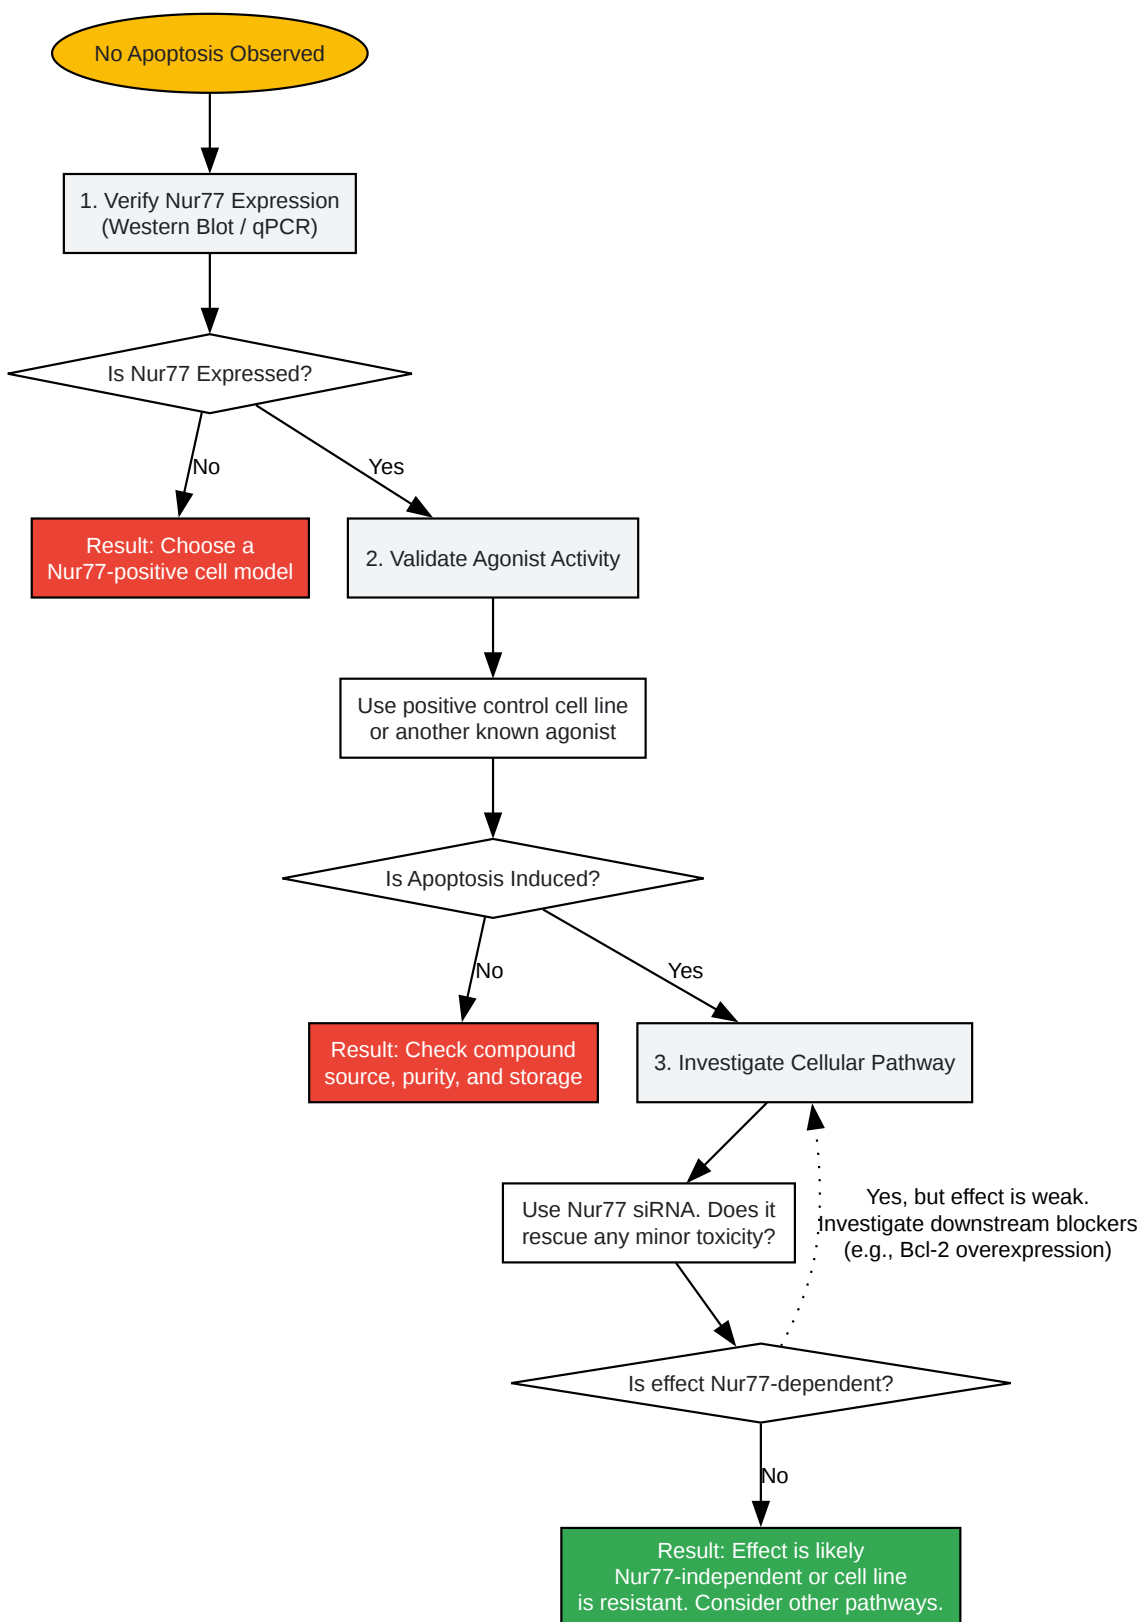 No Apoptosis Observed
1. Verify Nur77 Expression
(Western Blot / qPCR)
Is Nur77 Expressed?
No
Yes
Result: Choose a
Nur77-positive cell model
2. Validate Agonist Activity
Use positive control cell line
or another known agonist
Is Apoptosis Induced?
No
Yes
Result: Check compound
source, purity, and storage
3. Investigate Cellular Pathway
Use Nur77 siRNA. Does it
rescue any minor toxicity?
Yes, but effect is weak.
Investigate downstream blockers
(e.g., Bcl-2 overexpression)
Is effect Nur77-dependent?
No
Result: Effect is likely
Nur77-independent or cell line
is resistant. Consider other pathways.